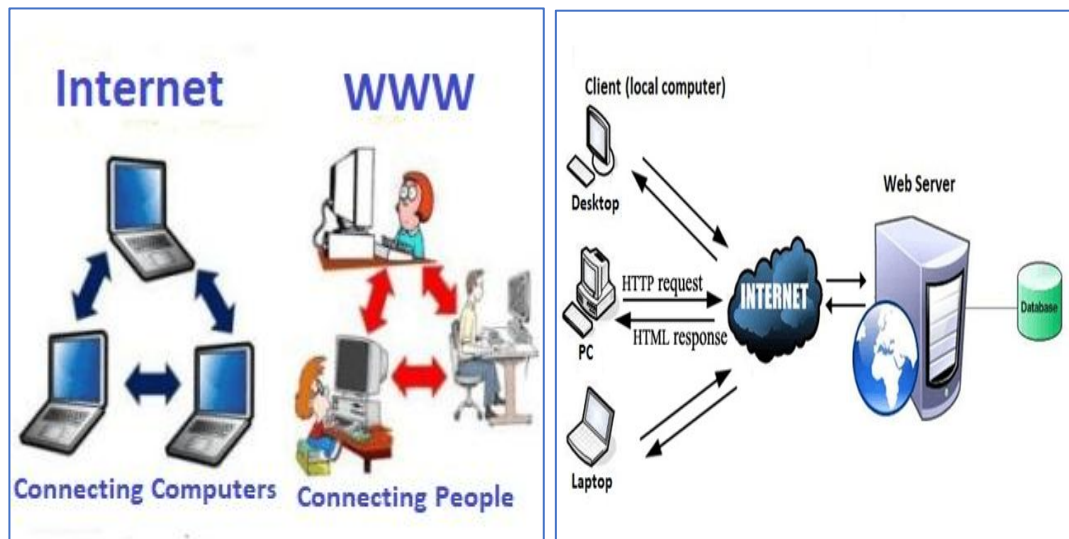 Internet
WWW
Connecting Computers
Connecting People
Client (local computer)
Desktop
Web Server
HTTP request
INTERNET
Database
HTML response
PC
Laptop